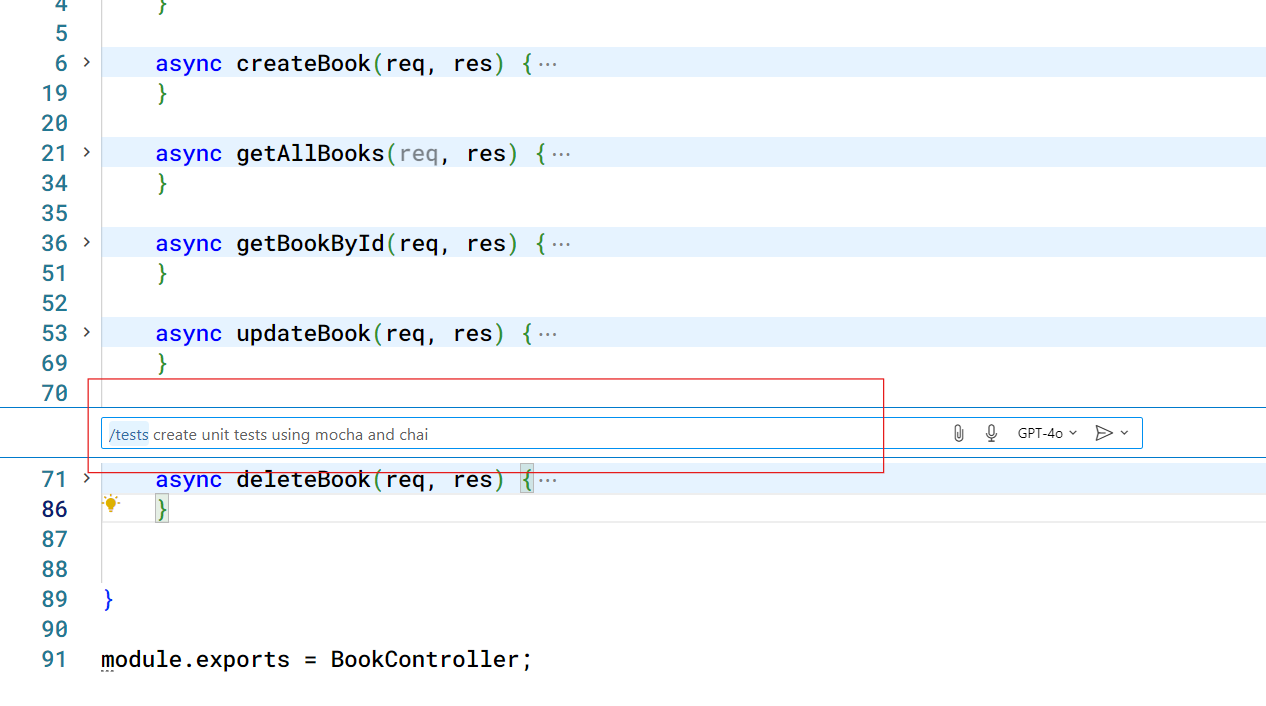 4 }
5
6 async createBook(req, res) {···
19 }
20
21 async getAllBooks(req, res) {···
34 }
35
36 async getBookById(req, res) {···
51 }
52
53 async updateBook(req, res) {···
69 }
70
/tests create unit tests using mocha and chai GPT-4o
71 async deleteBook(req, res) {···
86 }
87
88
89 }
90
91 module.exports = BookController;